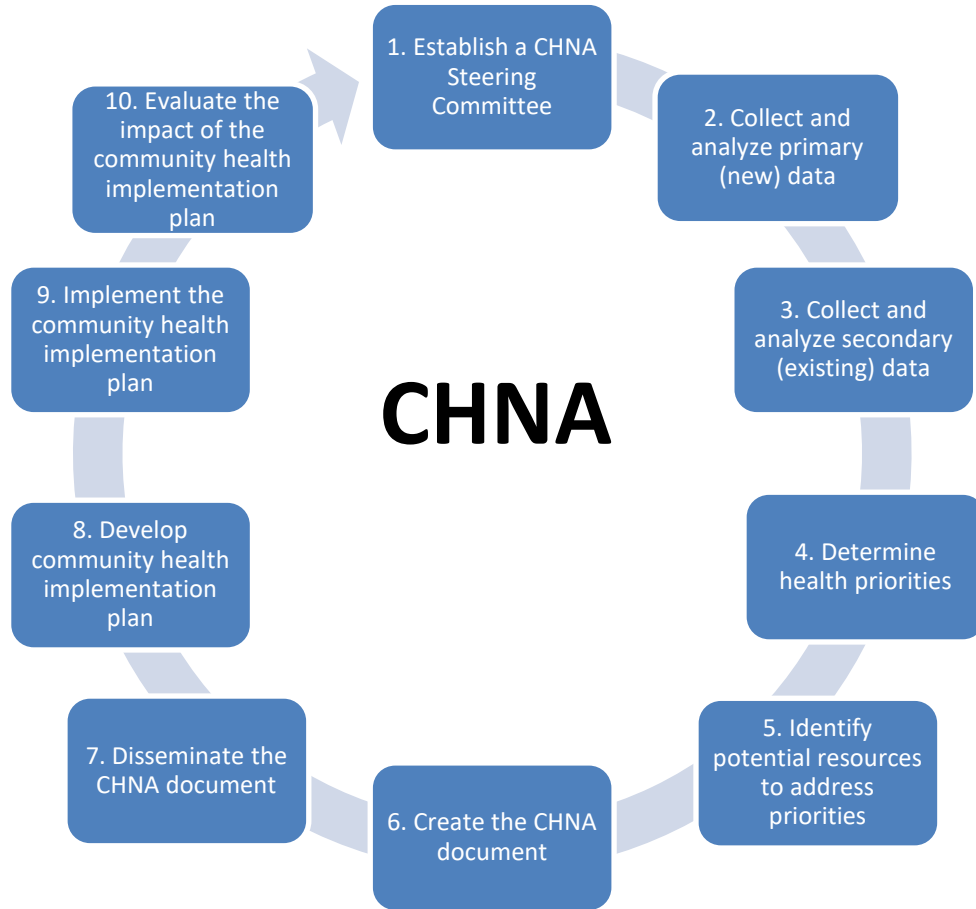 1. Establish a CHNA
Steering
Committee
2. Collect and
analyze primary
(new) data
3. Collect and
analyze secondary
(existing) data
4. Determine
health priorities
5. Identify
potential resources
to address
priorities
6. Create the CHNA
document
7. Disseminate the
CHNA document
8. Develop
community health
implementation
plan
9. Implement the
community health
implementation
plan
10. Evaluate the
impact of the
community health
implementation
plan
CHNA